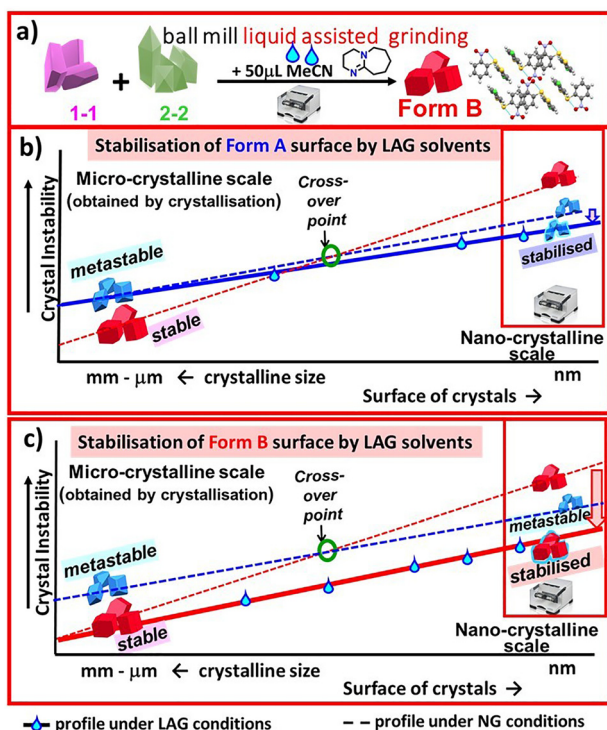 a)
ball mill liquid assisted grinding
+
+ 50μL MeCN
N
N
1-1
2-2
Form B
b)
Stabilisation of Form A surface by LAG solvents
Crystal Instability
Micro-crystalline scale
(obtained by crystallisation)
Cross-
over
point
metastable
stabilised
stable
Nano-crystalline
scale
mm - μm ← crystalline size
nm
Surface of crystals →
c)
Stabilisation of Form B surface by LAG solvents
Crystal Instability
Micro-crystalline scale
(obtained by crystallisation)
Cross-
over
point
metastable
metastable
stabilised
stable
Nano-crystalline
scale
mm - μm ← crystalline size
nm
Surface of crystals →
profile under LAG conditions
profile under NG conditions